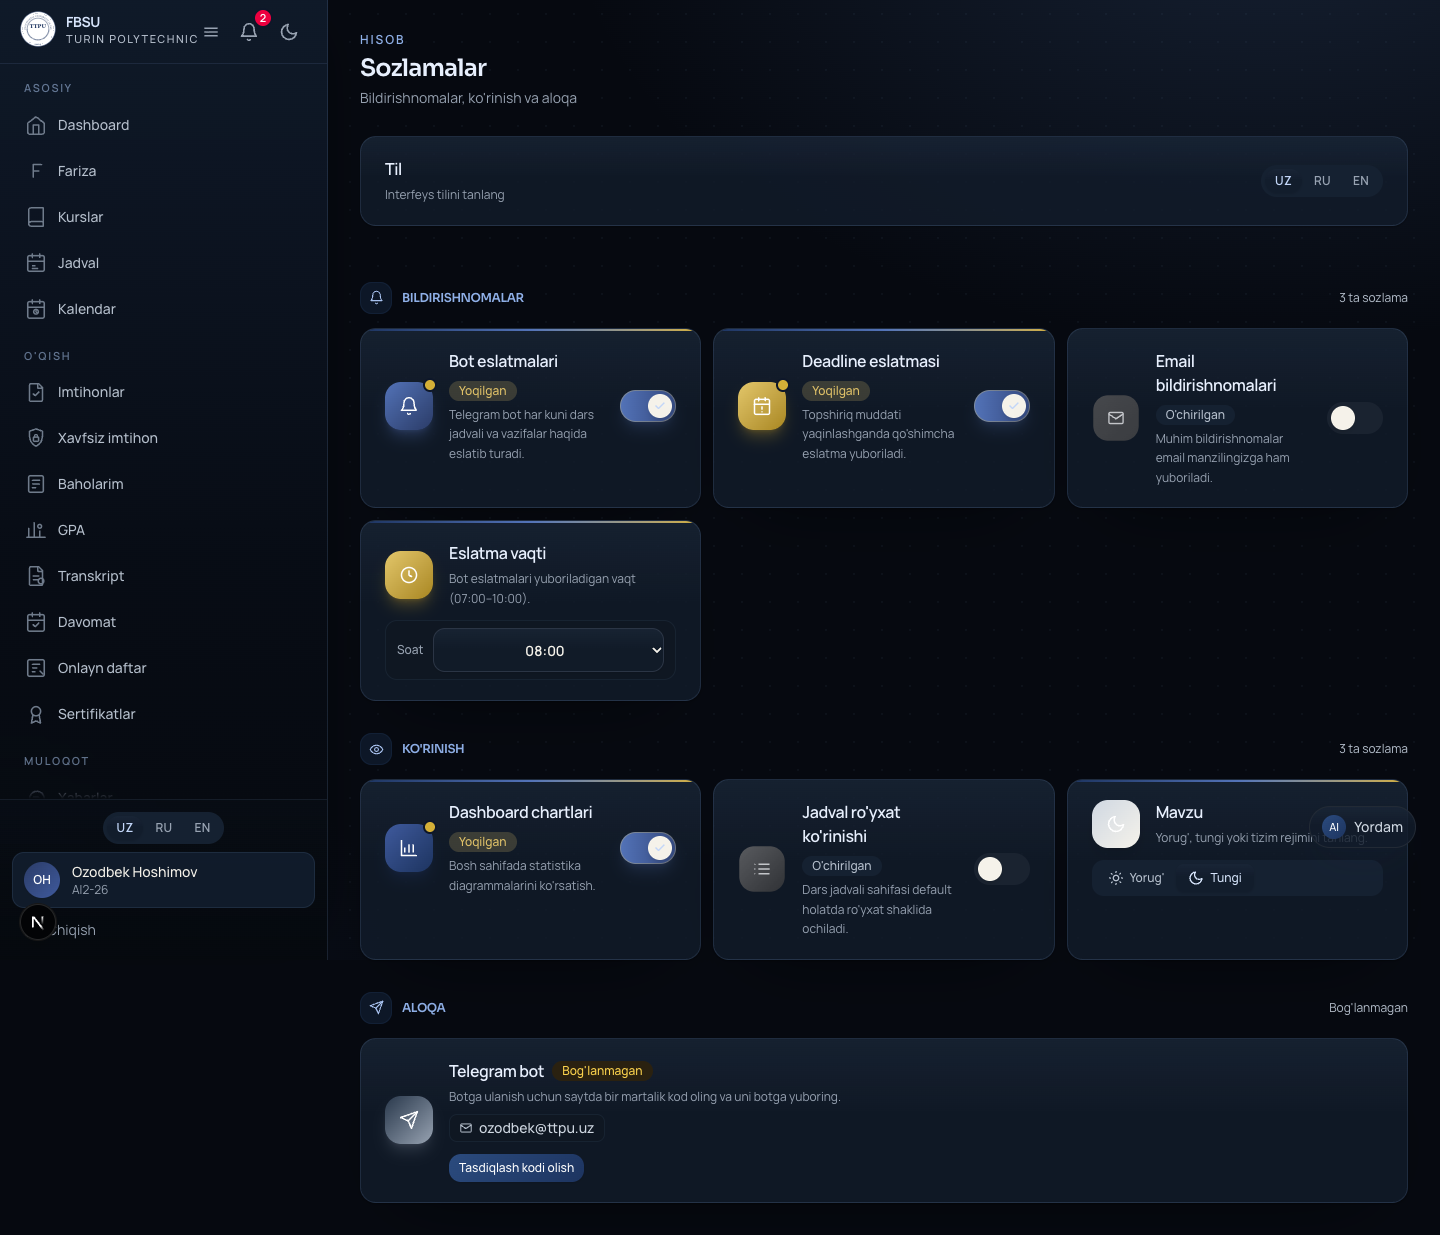 TTPU
FBSU
TURIN POLYTECHNIC
2
ASOSIY
Dashboard
Fariza
Kurslar
Jadval
Kalendar
O'QISH
Imtihonlar
Xavfsiz imtihon
Baholarim
GPA
Transkript
Davomat
Onlayn daftar
Sertifikatlar
MULOQOT
Xabarlar
UZ RU EN
OH
Ozodbek Hoshimov
AI2-26
N
hiqish
HISOB
Sozlamalar
Bildirishnomalar, ko'rinish va aloqa
Til
Interfeys tilini tanlang
UZ RU EN
BILDIRISHNOMALAR
3 ta sozlama
Bot eslatmalari
Yoqilgan
Telegram bot har kuni dars
jadvali va vazifalar haqida
eslatib turadi.
Deadline eslatmasi
Yoqilgan
Topshiriq muddati
yaqinlashganda qo'shimcha
eslatma yuboriladi.
Email
bildirishnomalari
O'chirilgan
Muhim bildirishnomalar
email manzilingizga ham
yuboriladi.
Eslatma vaqti
Bot eslatmalari yuboriladigan vaqt
(07:00–10:00).
Soat
08:00
KO'RINISH
3 ta sozlama
Dashboard chartlari
Yoqilgan
Bosh sahifada statistika
diagrammalarini ko'rsatish.
Jadval ro'yxat
ko'rinishi
O'chirilgan
Dars jadvali sahifasi default
holatda ro'yxat shaklida
ochiladi.
Mavzu
Yorug', tungi yoki tizim rejimini tanlang.
Yorug'
Tungi
AI
Yordam
ALOQA
Bog'lanmagan
Telegram bot
Bog'lanmagan
Botga ulanish uchun saytda bir martalik kod oling va uni botga yuboring.
ozodbek@ttpu.uz
Tasdiqlash kodi olish